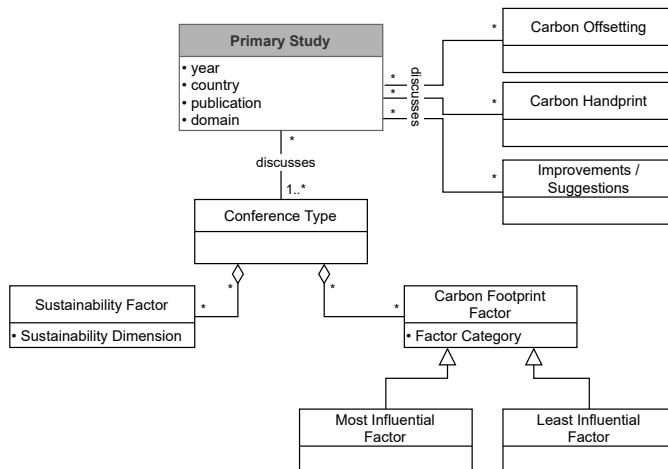 Primary Study
• year
• country
• publication
• domain
*
*
*
discusses
*
Carbon Offsetting
*
Carbon Handprint
*
Improvements /
Suggestions
*
discusses
1..*
Conference Type
*
*
Sustainability Factor
• Sustainability Dimension
*
*
Carbon Footprint
Factor
• Factor Category
Most Influential
Factor
Least Influential
Factor